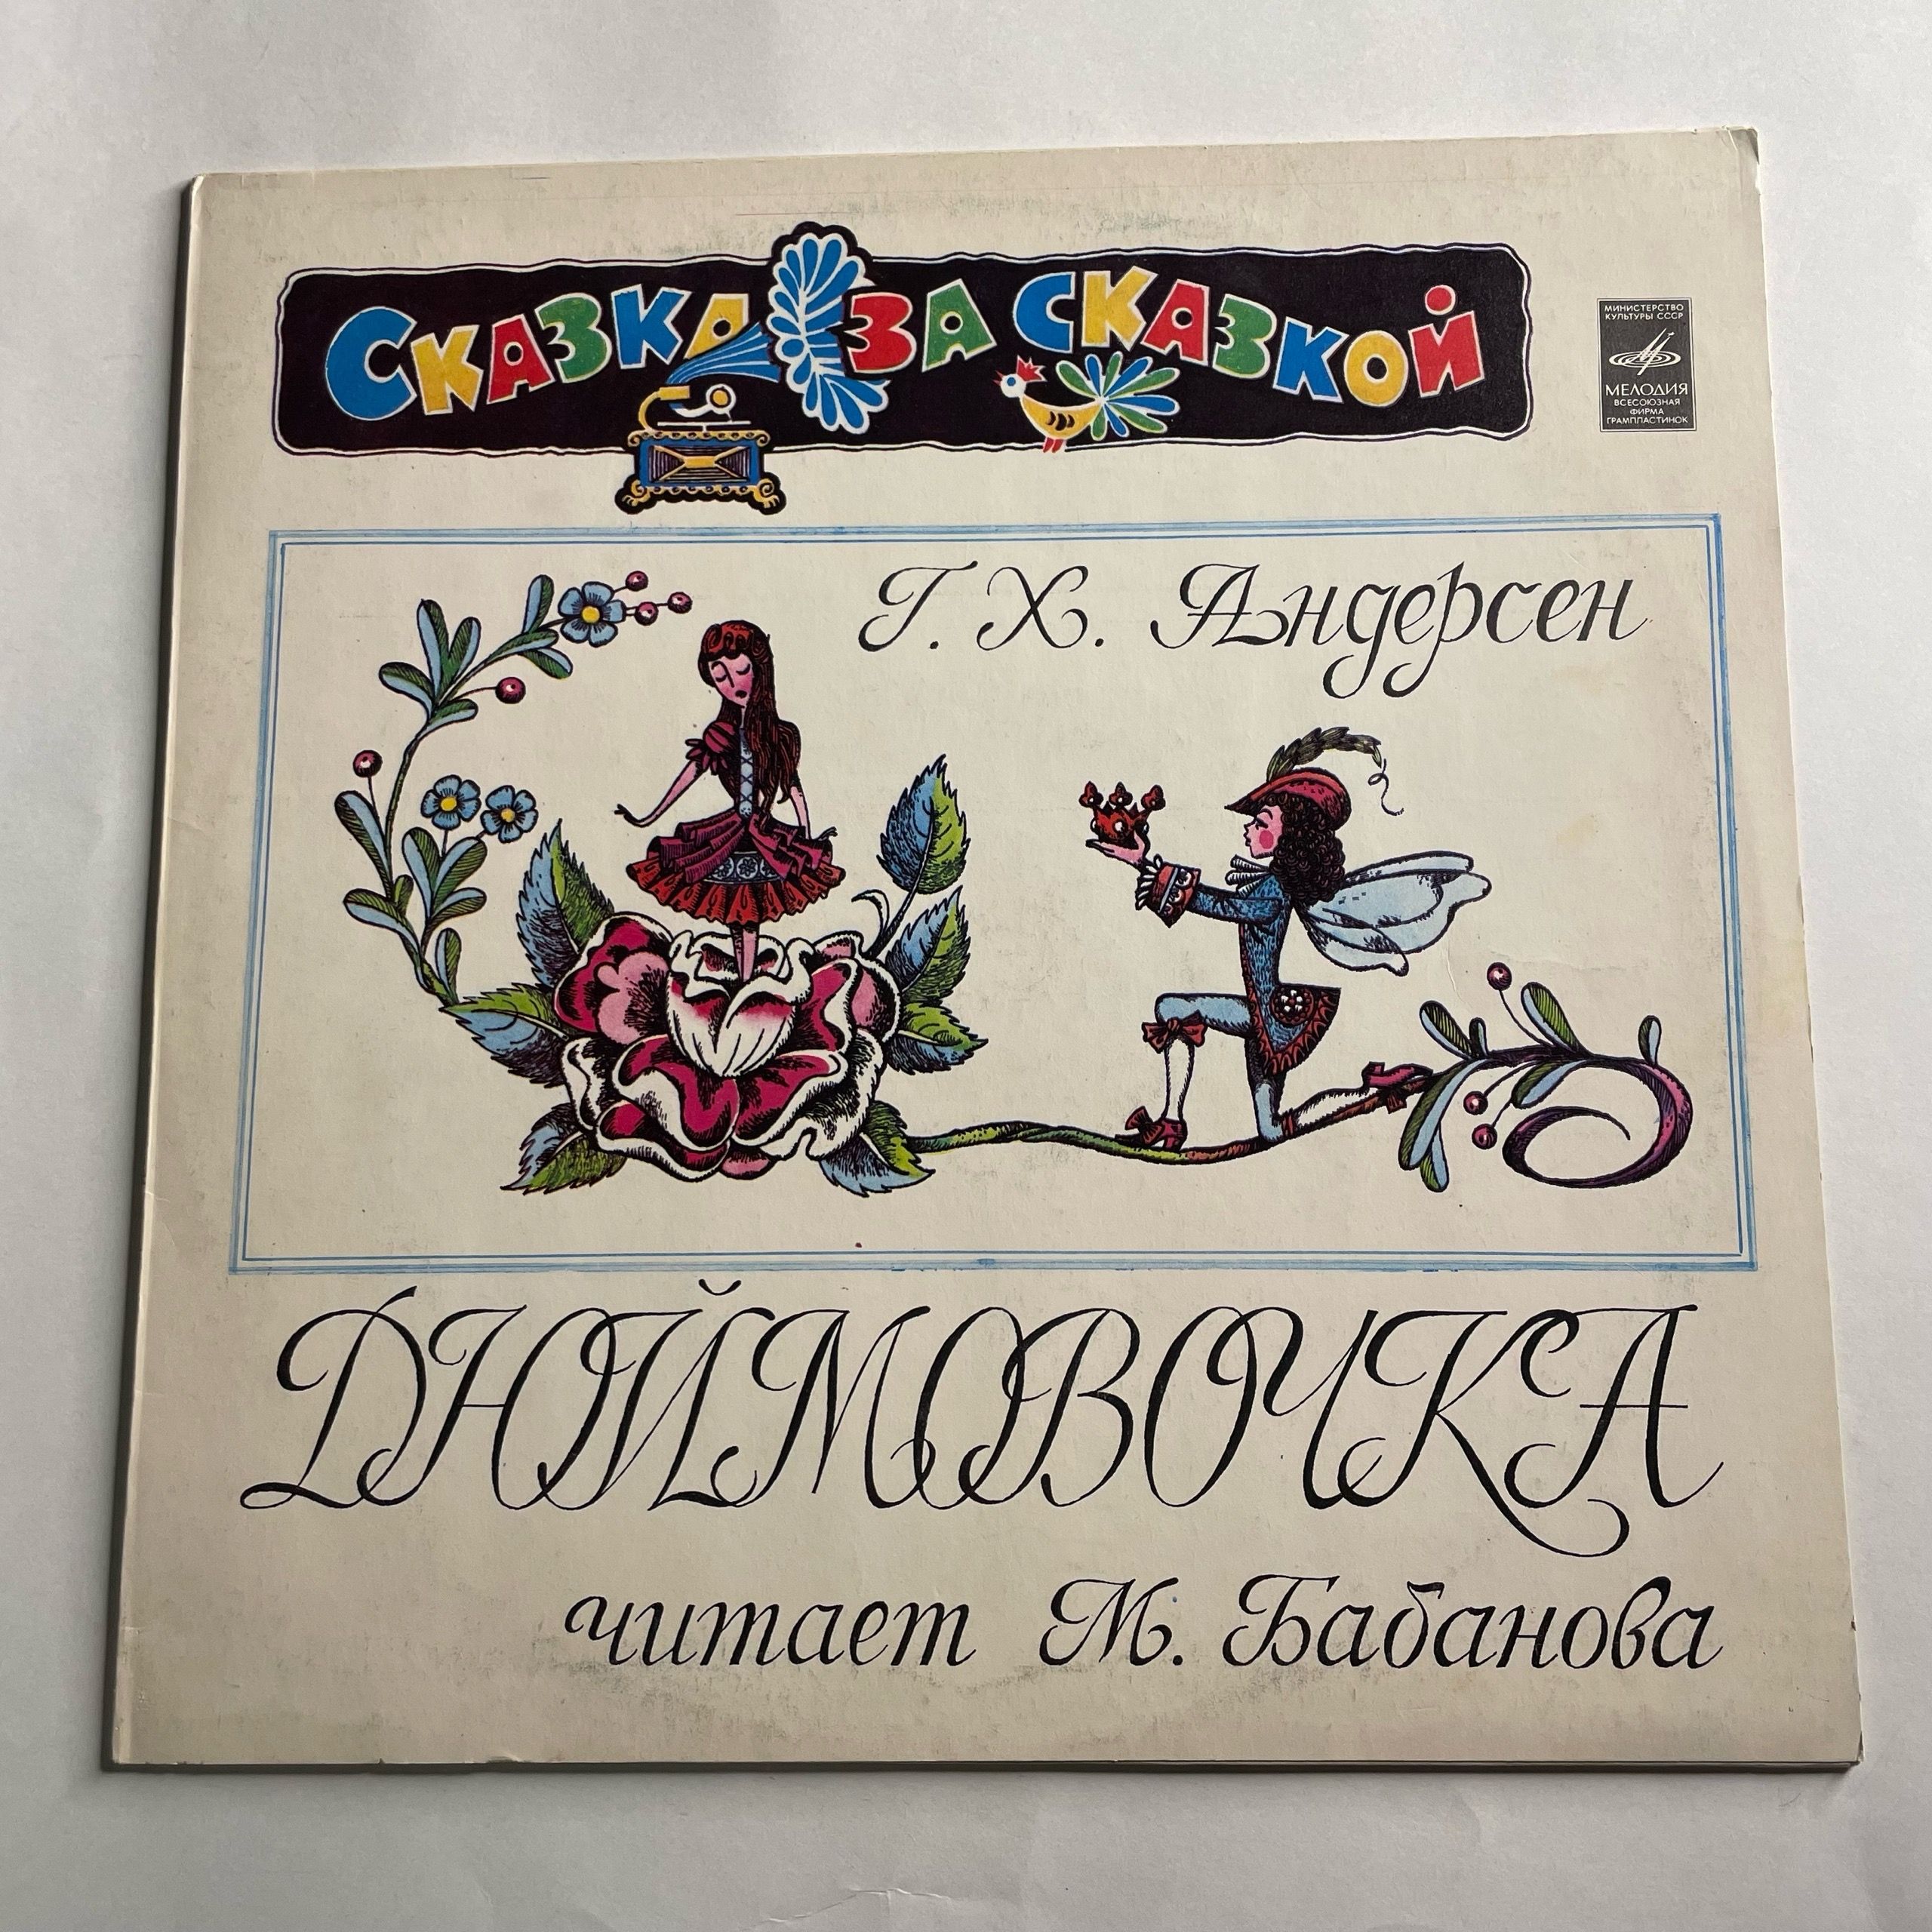 Сказка за сказкой
МИНИСТЕРСТВО
КУЛЬТУРЫ СССР
МЕЛОДИЯ
ВСЕСОЮЗНАЯ
ФИРМА
ГРАМПЛАСТИНОК
Г. Х. Андерсен
ДЮЙМОВОЧКА
читает М. Бабанова